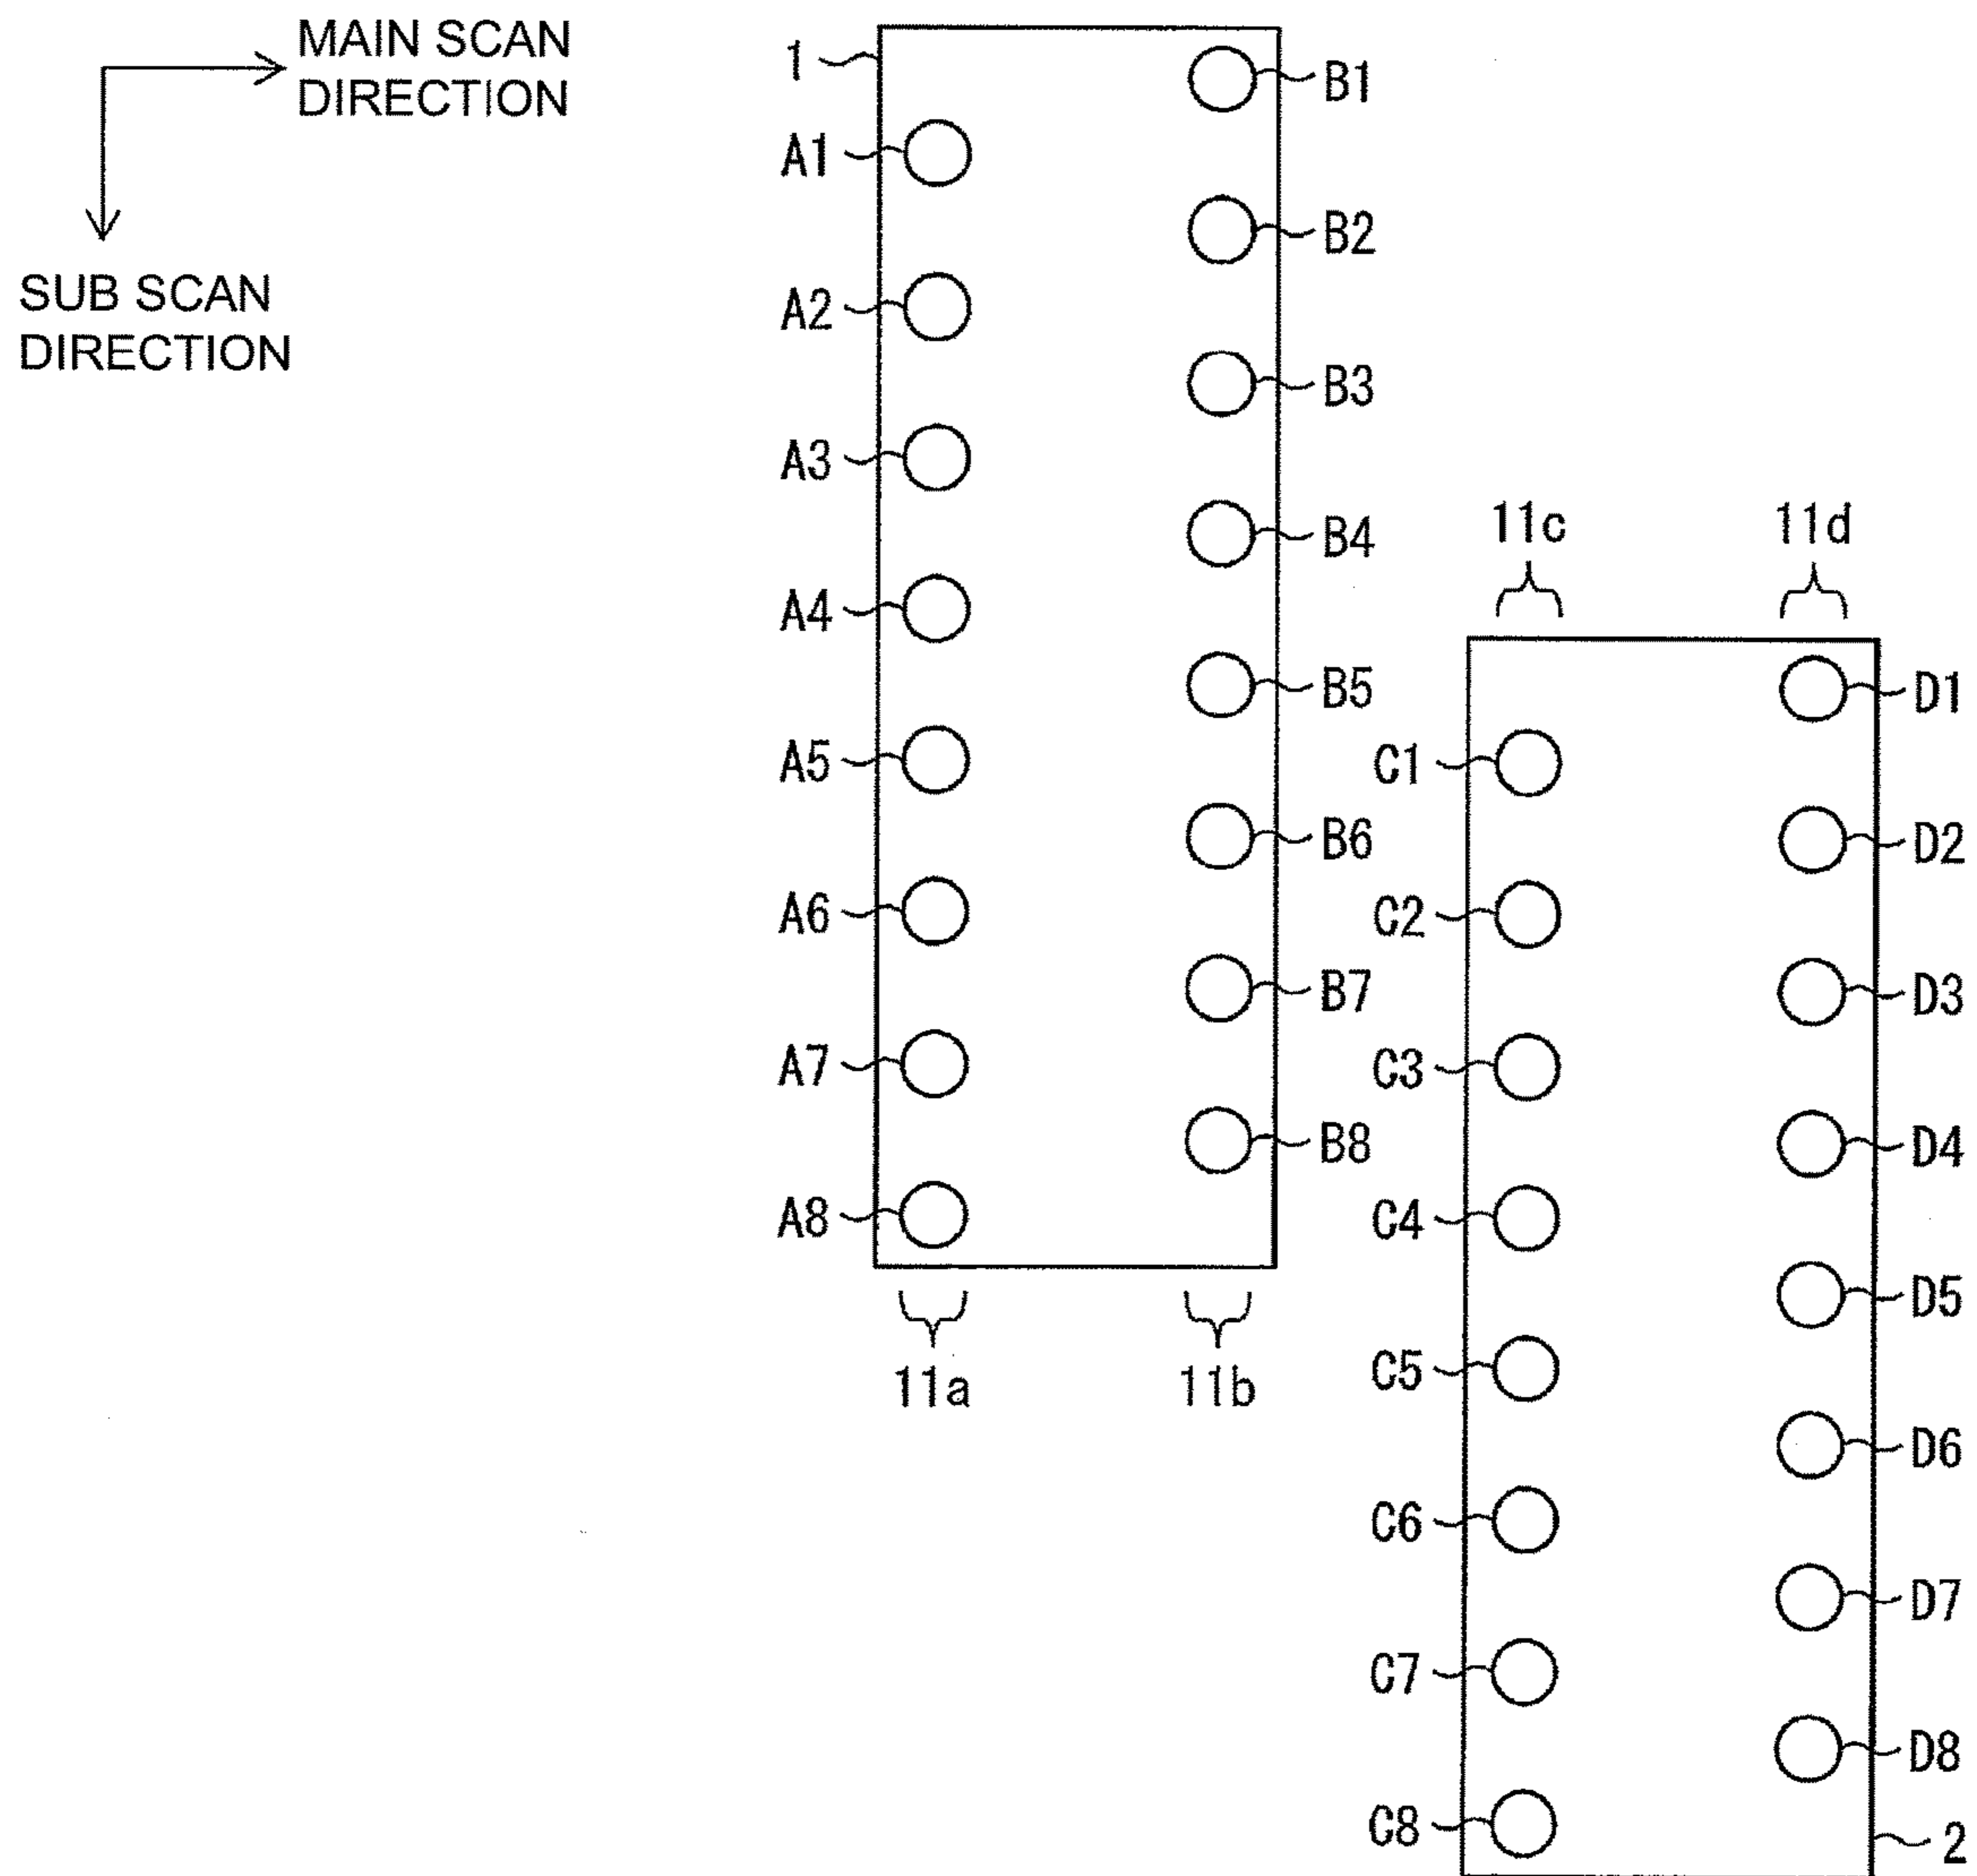 MAIN SCAN
DIRECTION
SUB SCAN
DIRECTION
1
B1
A1
B2
A2
B3
A3
B4
A4
B5
A5
B6
A6
B7
A7
B8
A8
11a
11b
11c
11d
D1
C1
D2
C2
D3
C3
D4
C4
D5
C5
D6
C6
D7
C7
D8
C8
2